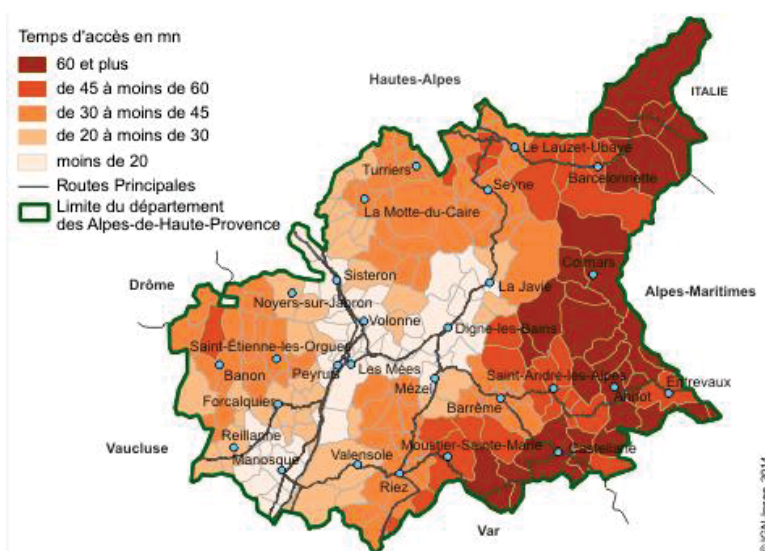 Temps d'accès en mn
60 et plus
de 45 à moins de 60
de 30 à moins de 45
de 20 à moins de 30
moins de 20
Routes Principales
Limite du département
des Alpes-de-Haute-Provence
Hautes-Alpes
ITALIE
Le Lauzet-Ubaye
Turriers
Barcelonnette
Seyne
La Motte-du-Caire
Sisteron
Colmars
Drôme
La Javie
Alpes-Maritimes
Noyers-sur-Jabron
Volonne
Digne-les-Bains
Saint-Étienne-les-Orgues
Banon
Peyruis
Les Mées
Mézel
Saint-André-les-Alpes
Entrevaux
Annot
Forcalquier
Barrême
Reillanne
Vaucluse
Manosque
Valensole
Moustier-Sainte-Marie
Castellane
Riez
Var